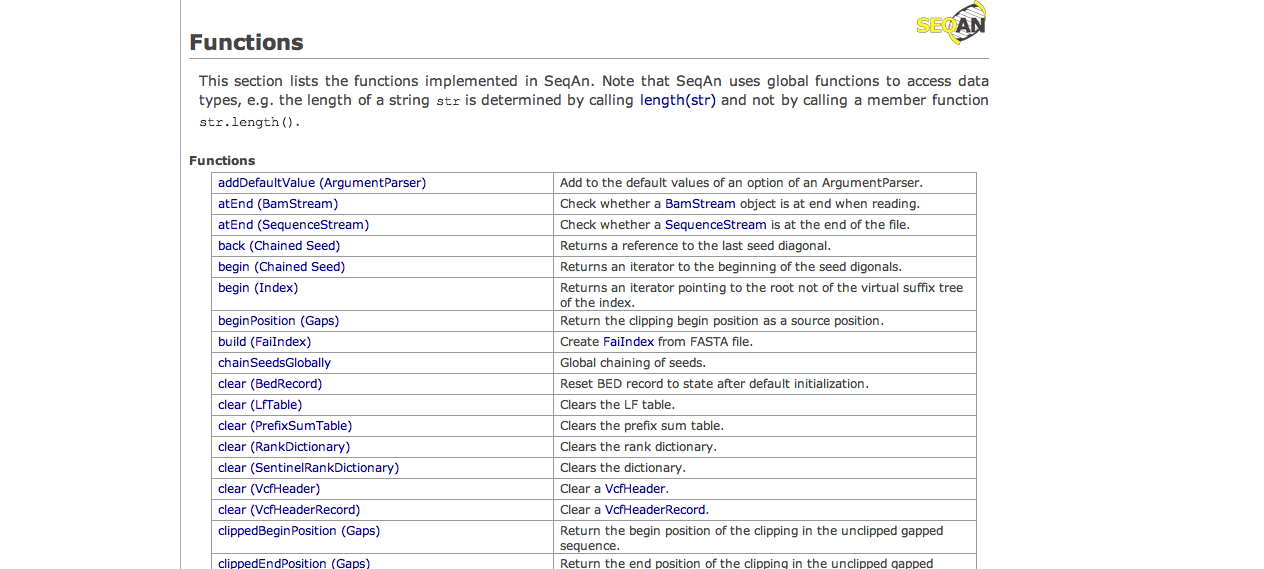 SEQAN
Functions
This section lists the functions implemented in SeqAn. Note that SeqAn uses global functions to access data
types, e.g. the length of a string str is determined by calling length(str) and not by calling a member function
str.length().
Functions
addDefaultValue (ArgumentParser) Add to the default values of an option of an ArgumentParser.
atEnd (BamStream) Check whether a BamStream object is at end when reading.
atEnd (SequenceStream) Check whether a SequenceStream is at the end of the file.
back (Chained Seed) Returns a reference to the last seed diagonal.
begin (Chained Seed) Returns an iterator to the beginning of the seed digonals.
begin (Index) Returns an iterator pointing to the root not of the virtual suffix tree
of the index.
beginPosition (Gaps) Return the clipping begin position as a source position.
build (FaiIndex) Create FaiIndex from FASTA file.
chainSeedsGlobally Global chaining of seeds.
clear (BedRecord) Reset BED record to state after default initialization.
clear (LfTable) Clears the LF table.
clear (PrefixSumTable) Clears the prefix sum table.
clear (RankDictionary) Clears the rank dictionary.
clear (SentinelRankDictionary) Clears the dictionary.
clear (VcfHeader) Clear a VcfHeader.
clear (VcfHeaderRecord) Clear a VcfHeaderRecord.
clippedBeginPosition (Gaps) Return the begin position of the clipping in the unclipped gapped
sequence.
clippedEndPosition (Gaps) Return the end position of the clipping in the unclipped gapped